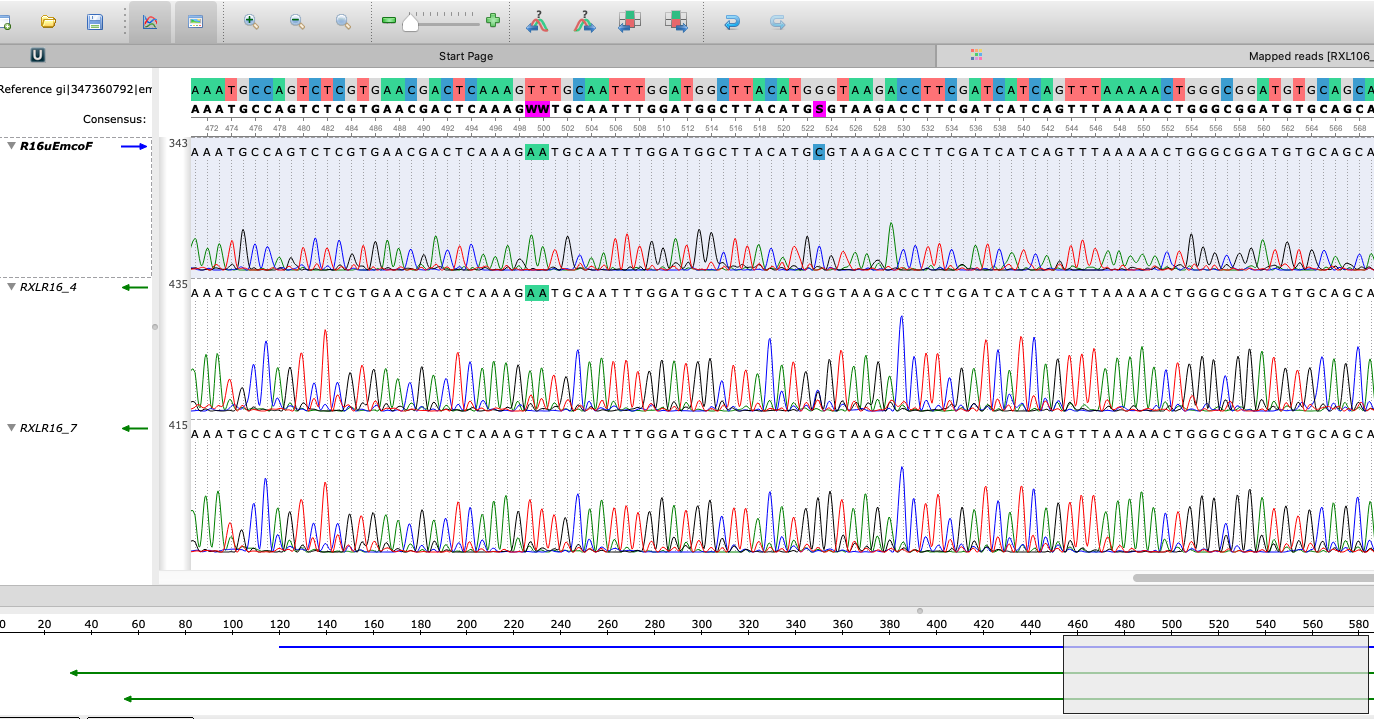 U Start Page Mapped reads [RXL106_
Reference gi|347360792|em AAATGCCAGTCTCGTGAACGACTCAAAGTTTGCAATTTGGATGGCTTACATGGGTAAGACCTTCGATCATCAGTTTAAAAACTGGGCGGATGTGCAGCA
Consensus: AAATGCCAGTCTCGTGAACGACTCAAAGWWTGCAATTTGGATGGCTTACATGSGTAAGACCTTCGATCATCAGTTTAAAAACTGGGCGGATGTGCAGCA
472 474 476 478 480 482 484 486 488 490 492 494 496 498 500 502 504 506 508 510 512 514 516 518 520 522 524 526 528 530 532 534 536 538 540 542 544 546 548 550 552 554 556 558 560 562 564 566 568
R16uEmcoF 343 AAATGCCAGTCTCGTGAACGACTCAAAGAATGCAATTTGGATGGCTTACATGCGTAAGACCTTCGATCATCAGTTTAAAAACTGGGCGGATGTGCAGCA
RXLR16_4 435 AAATGCCAGTCTCGTGAACGACTCAAAGAATGCAATTTGGATGGCTTACATGGGTAAGACCTTCGATCATCAGTTTAAAAACTGGGCGGATGTGCAGCA
RXLR16_7 415 AAATGCCAGTCTCGTGAACGACTCAAAGTTTGCAATTTGGATGGCTTACATGGGTAAGACCTTCGATCATCAGTTTAAAAACTGGGCGGATGTGCAGCA
0 20 40 60 80 100 120 140 160 180 200 220 240 260 280 300 320 340 360 380 400 420 440 460 480 500 520 540 560 580